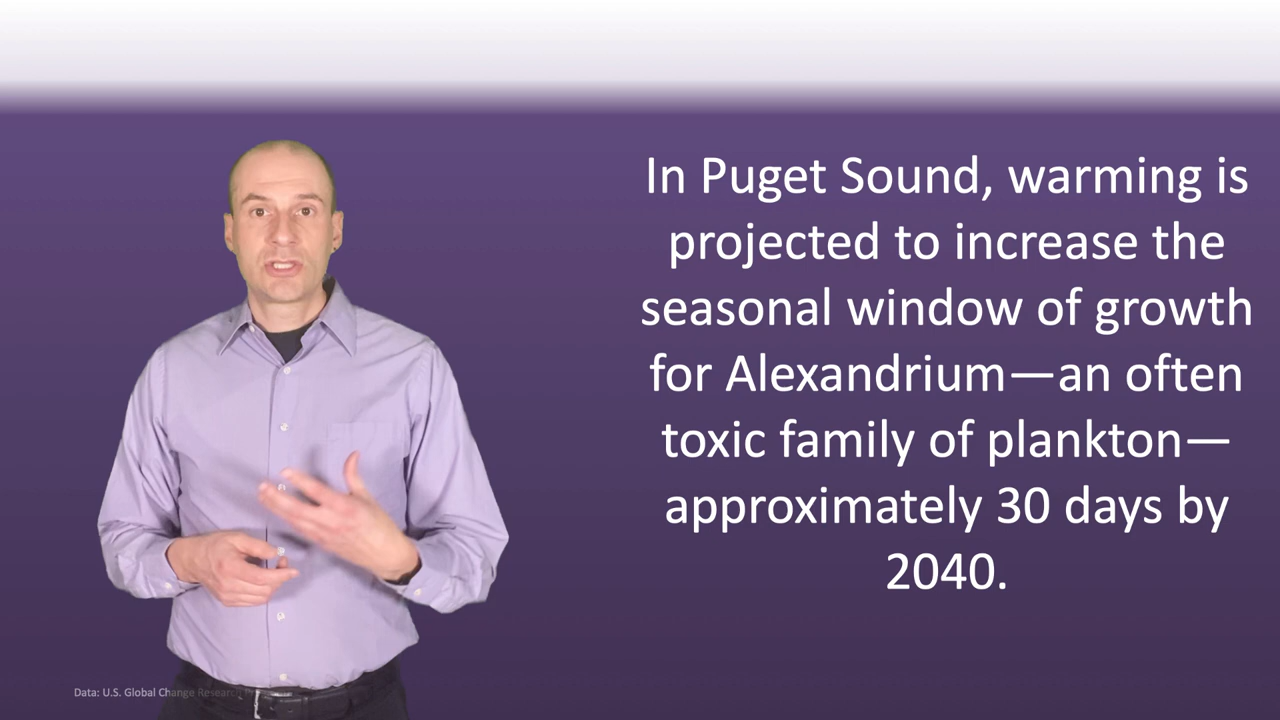 In Puget Sound, warming is
projected to increase the
seasonal window of growth
for Alexandrium—an often
toxic family of plankton—
approximately 30 days by
2040.
Data: U.S. Global Change Research